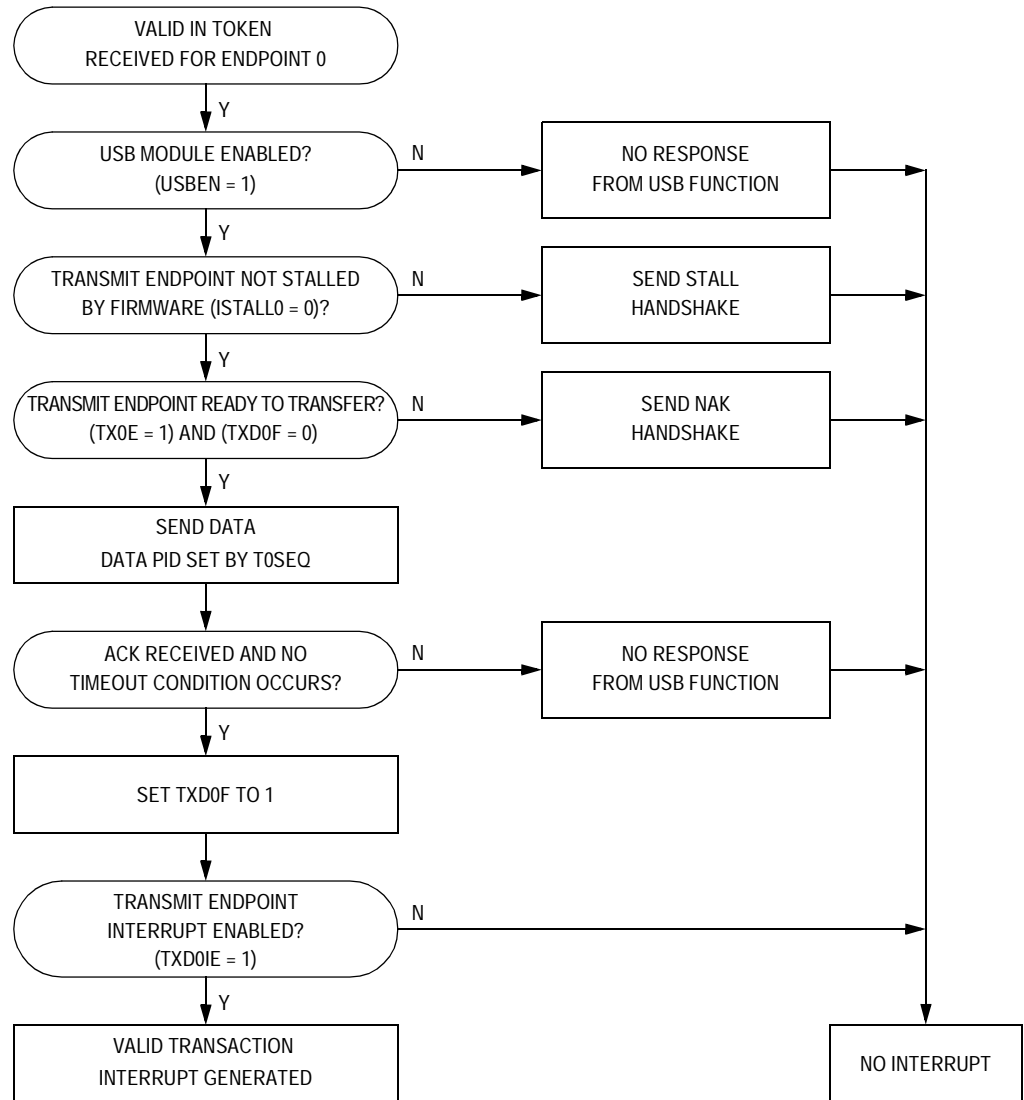 VALID IN TOKEN
RECEIVED FOR ENDPOINT 0
Y
USB MODULE ENABLED?
(USBEN = 1)
N
NO RESPONSE
FROM USB FUNCTION
Y
TRANSMIT ENDPOINT NOT STALLED
BY FIRMWARE (ISTALL0 = 0)?
N
SEND STALL
HANDSHAKE
Y
TRANSMIT ENDPOINT READY TO TRANSFER?
(TX0E = 1) AND (TXD0F = 0)
N
SEND NAK
HANDSHAKE
Y
SEND DATA
DATA PID SET BY T0SEQ
ACK RECEIVED AND NO
TIMEOUT CONDITION OCCURS?
N
NO RESPONSE
FROM USB FUNCTION
Y
SET TXD0F TO 1
TRANSMIT ENDPOINT
INTERRUPT ENABLED?
(TXD0IE = 1)
N
Y
VALID TRANSACTION
INTERRUPT GENERATED
NO INTERRUPT